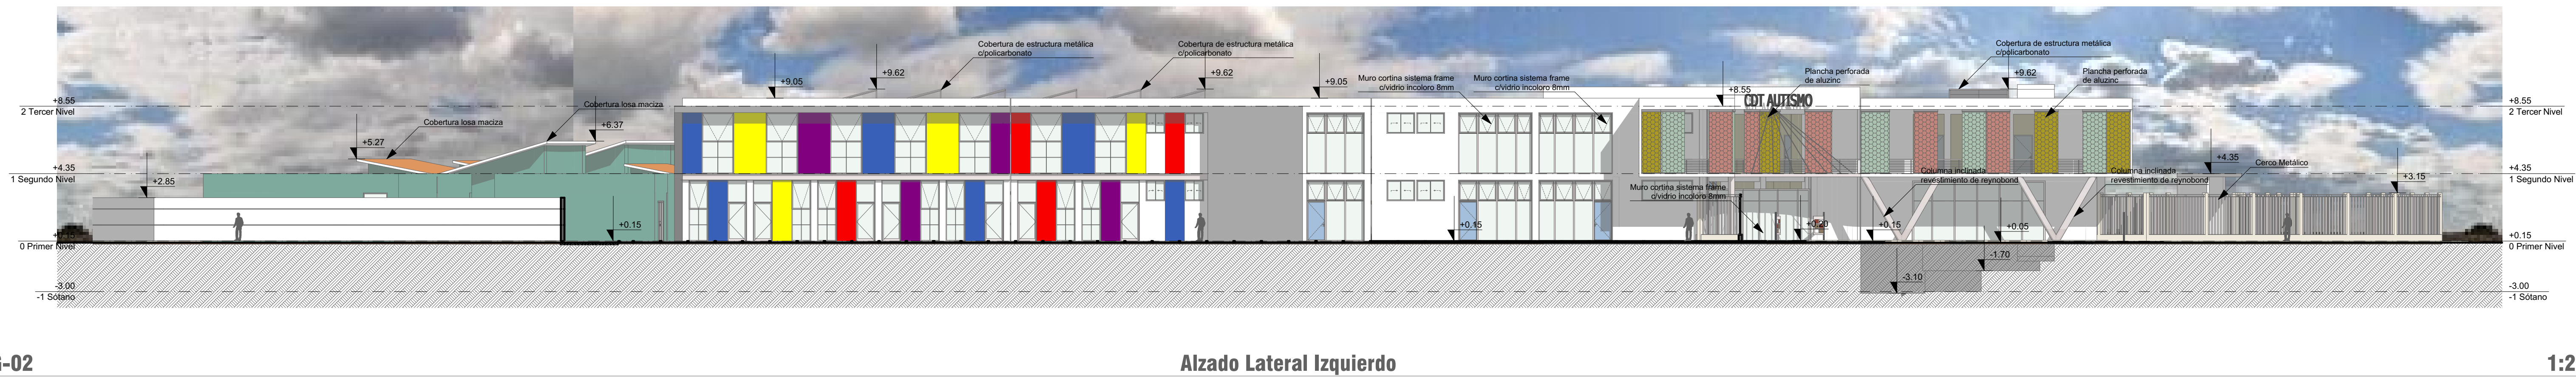 Cobertura de estructura metálica
c/policarbonato
Cobertura de estructura metálica
c/policarbonato
Cobertura de estructura metálica
c/policarbonato
+9.05
+9.62
+9.62
+9.05
Muro cortina sistema frame
c/vidrio incoloro 8mm
Muro cortina sistema frame
c/vidrio incoloro 8mm
Plancha perforada
de aluzinc
+9.62
Plancha perforada
de aluzinc
+8.55
2 Tercer Nivel
Cobertura losa maciza
+8.55
CDT AUTISMO
+8.55
2 Tercer Nivel
Cobertura losa maciza
+6.37
+5.27
+4.35
1 Segundo Nivel
+2.85
+4.35
Cerco Metálico
+4.35
1 Segundo Nivel
Columna inclinada
revestimiento de reynobond
Columna inclinada
revestimiento de reynobond
+3.15
Muro cortina sistema frame
c/vidrio incoloro 8mm
+0.15
+0.15
+0.20
+0.15
+0.05
0 Primer Nivel
+0.15
0 Primer Nivel
-1.70
-3.10
-3.00
-1 Sótano
-3.00
-1 Sótano
-02
Alzado Lateral Izquierdo
1:2